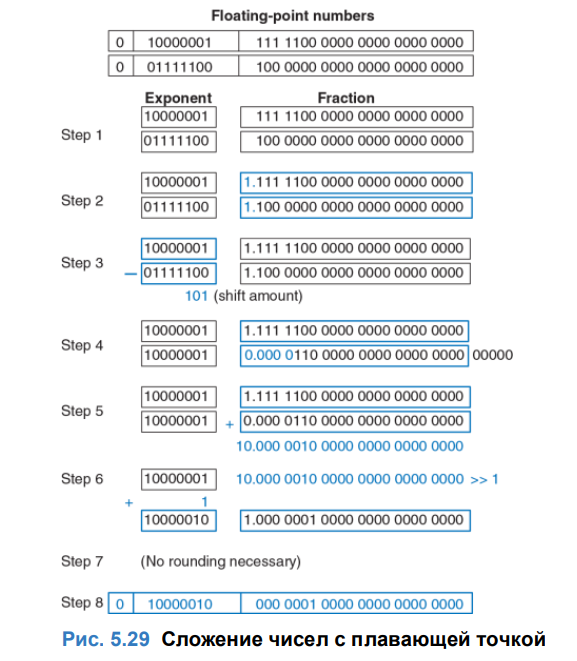 Floating-point numbers
0 10000001 111 1100 0000 0000 0000 0000
0 01111100 100 0000 0000 0000 0000 0000
Exponent Fraction
10000001 111 1100 0000 0000 0000 0000
Step 1
01111100 100 0000 0000 0000 0000 0000
10000001 1.111 1100 0000 0000 0000 0000
Step 2
01111100 1.100 0000 0000 0000 0000 0000
10000001 1.111 1100 0000 0000 0000 0000
Step 3
— 01111100 1.100 0000 0000 0000 0000 0000
101 (shift amount)
10000001 1.111 1100 0000 0000 0000 0000
Step 4
10000001 0.000 0110 0000 0000 0000 0000 00000
10000001 1.111 1100 0000 0000 0000 0000
Step 5
10000001 + 0.000 0110 0000 0000 0000 0000
10.000 0010 0000 0000 0000 0000
Step 6 10000001 10.000 0010 0000 0000 0000 0000 >> 1
+ 1
10000010 1.000 0001 0000 0000 0000 0000
Step 7 (No rounding necessary)
Step 8 0 10000010 000 0001 0000 0000 0000 0000
Рис. 5.29 Сложение чисел с плавающей точкой